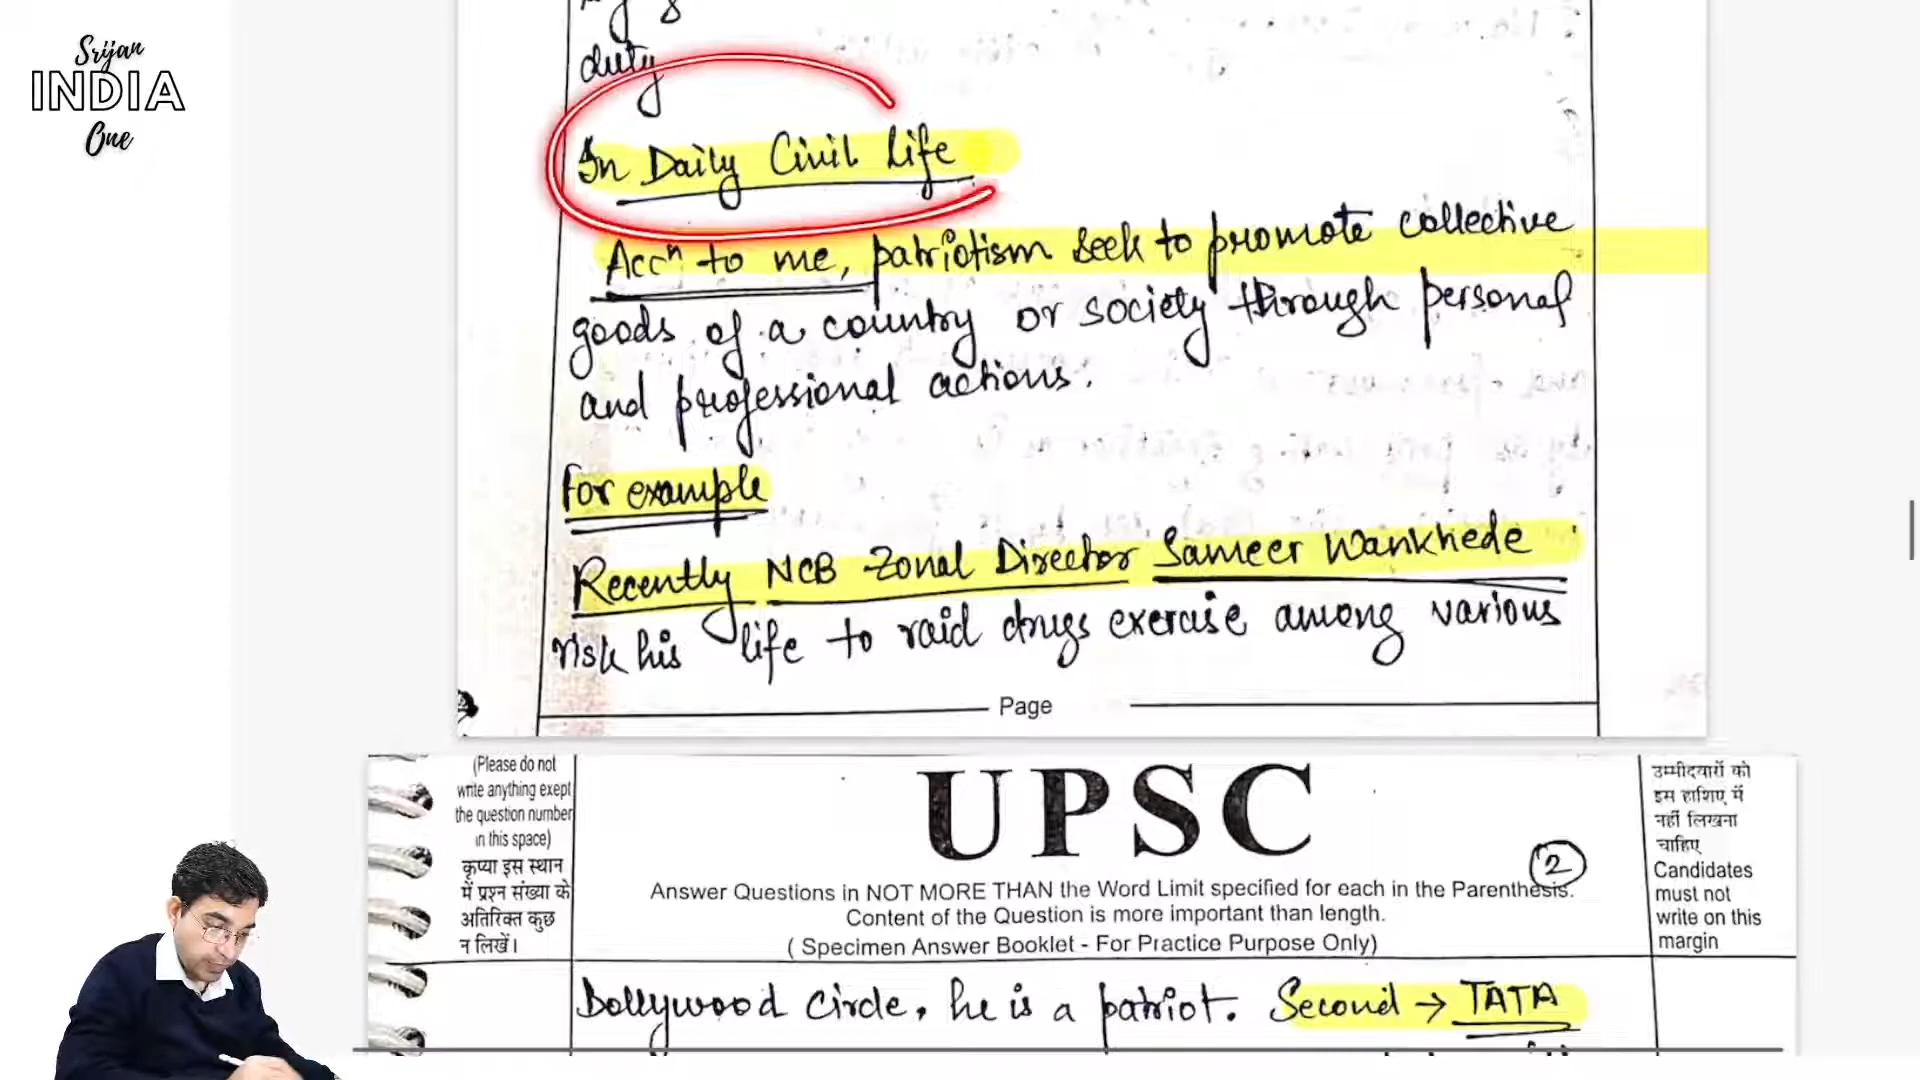 Srijan
INDIA
One
duty
In Daily Civil Life
Accn to me, patriotism seek to promote collective
goods of a country or society through personal
and professional actions.
for example
Recently NCB Zonal Director Sameer Wankhede
risk his life to raid drugs exercise among various
Page
(Please do not
write anything exept
the question number
in this space)
कृप्या इस स्थान
में प्रश्न संख्या के
अतिरिक्त कुछ
न लिखें।
UPSC
2
Answer Questions in NOT MORE THAN the Word Limit specified for each in the Parenthesis.
Content of the Question is more important than length.
( Specimen Answer Booklet - For Practice Purpose Only)
उम्मीदवारों को
इस हाशिए में
नहीं लिखना
चाहिए
Candidates
must not
write on this
margin
Bollywood Circle, he is a patriot. Second → TATA